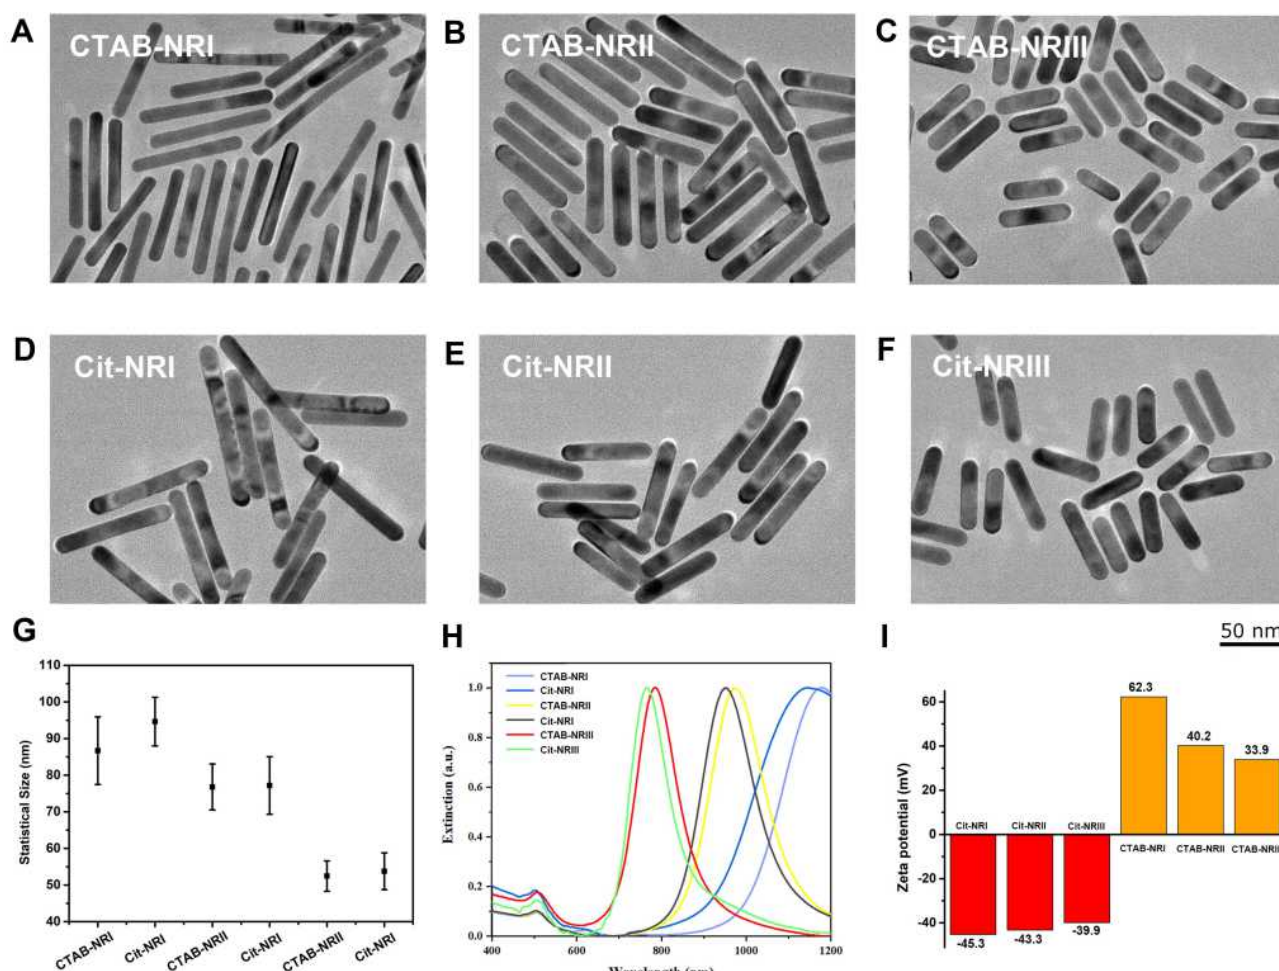 A
CTAB-NRI
B
CTAB-NRII
C
CTAB-NRIII
D
Cit-NRI
E
Cit-NRII
F
Cit-NRIII
50 nm
G
110
100
90
80
70
60
50
40
Statistical Size (nm)
CTAB-NRI
Cit-NRI
CTAB-NRII
Cit-NRI
CTAB-NRII
Cit-NRI
H
CTAB-NRI
Cit-NRI
CTAB-NRII
Cit-NRI
CTAB-NRIII
Cit-NRIII
1.0
0.8
0.6
0.4
0.2
0.0
Extinction (a.u.)
400
600
800
1000
1200
Wavelength (nm)
I
60
40
20
0
-20
-40
Zeta potential (mV)
62.3
40.2
33.9
Cit-NRI
Cit-NRII
Cit-NRIII
CTAB-NRI
CTAB-NRII
-45.3
-43.3
-39.9